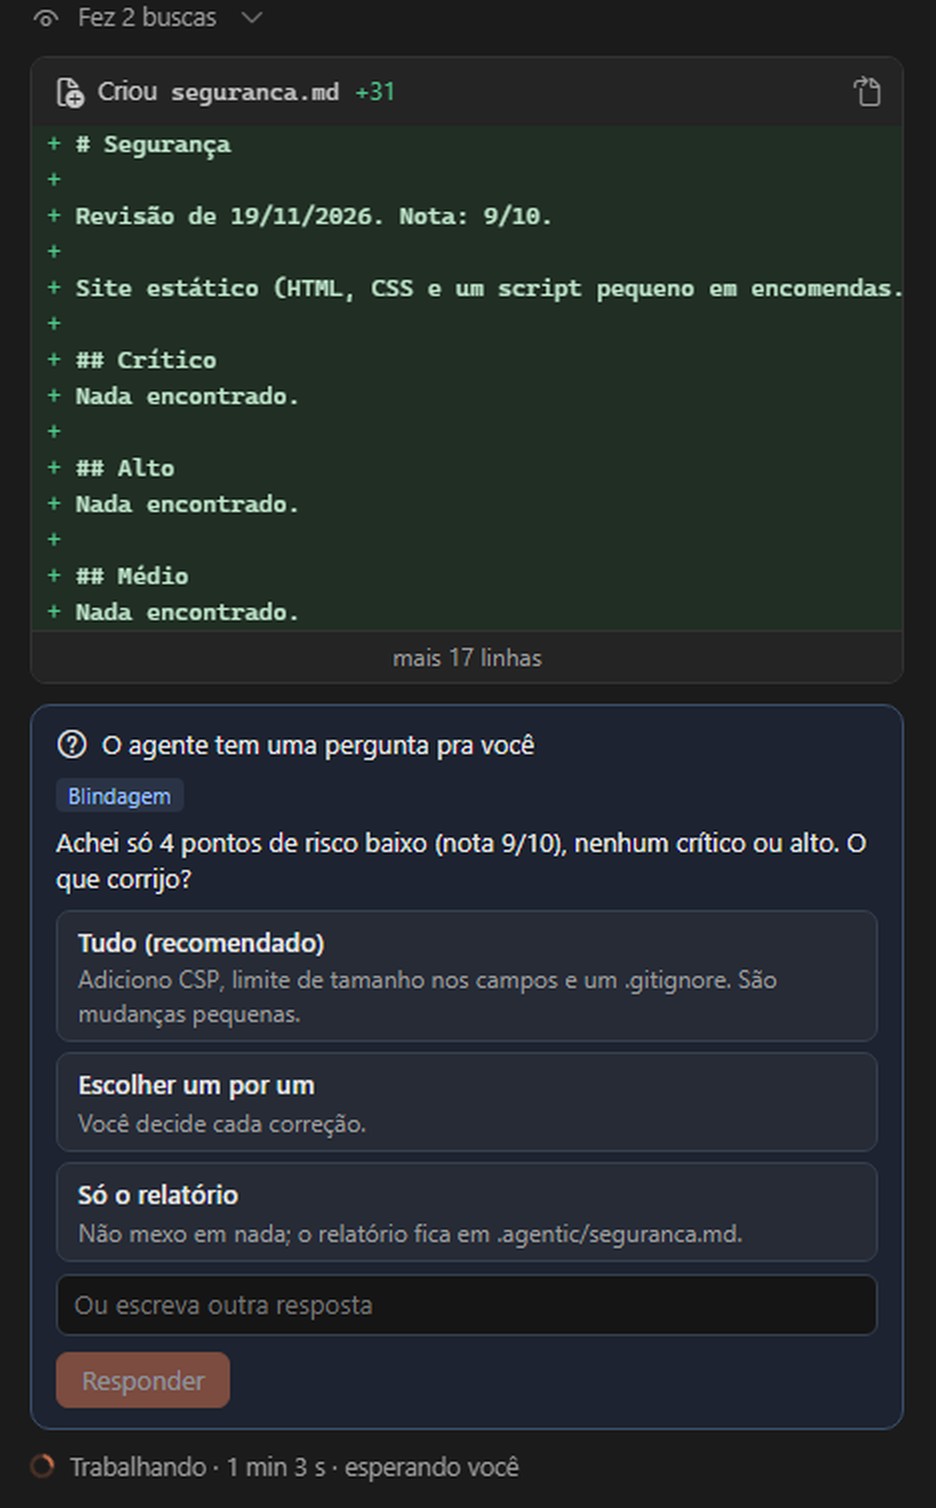 Fez 2 buscas
Criou seguranca.md +31
+ # Segurança
+
+ Revisão de 19/11/2026. Nota: 9/10.
+
+ Site estático (HTML, CSS e um script pequeno em encomendas.
+
+ ## Crítico
+ Nada encontrado.
+
+ ## Alto
+ Nada encontrado.
+
+ ## Médio
+ Nada encontrado.
mais 17 linhas
O agente tem uma pergunta pra você
Blindagem
Achei só 4 pontos de risco baixo (nota 9/10), nenhum crítico ou alto. O
que corrijo?
Tudo (recomendado)
Adiciono CSP, limite de tamanho nos campos e um .gitignore. São
mudanças pequenas.
Escolher um por um
Você decide cada correção.
Só o relatório
Não mexo em nada; o relatório fica em .agentic/seguranca.md.
Ou escreva outra resposta
Responder
Trabalhando · 1 min 3 s · esperando você